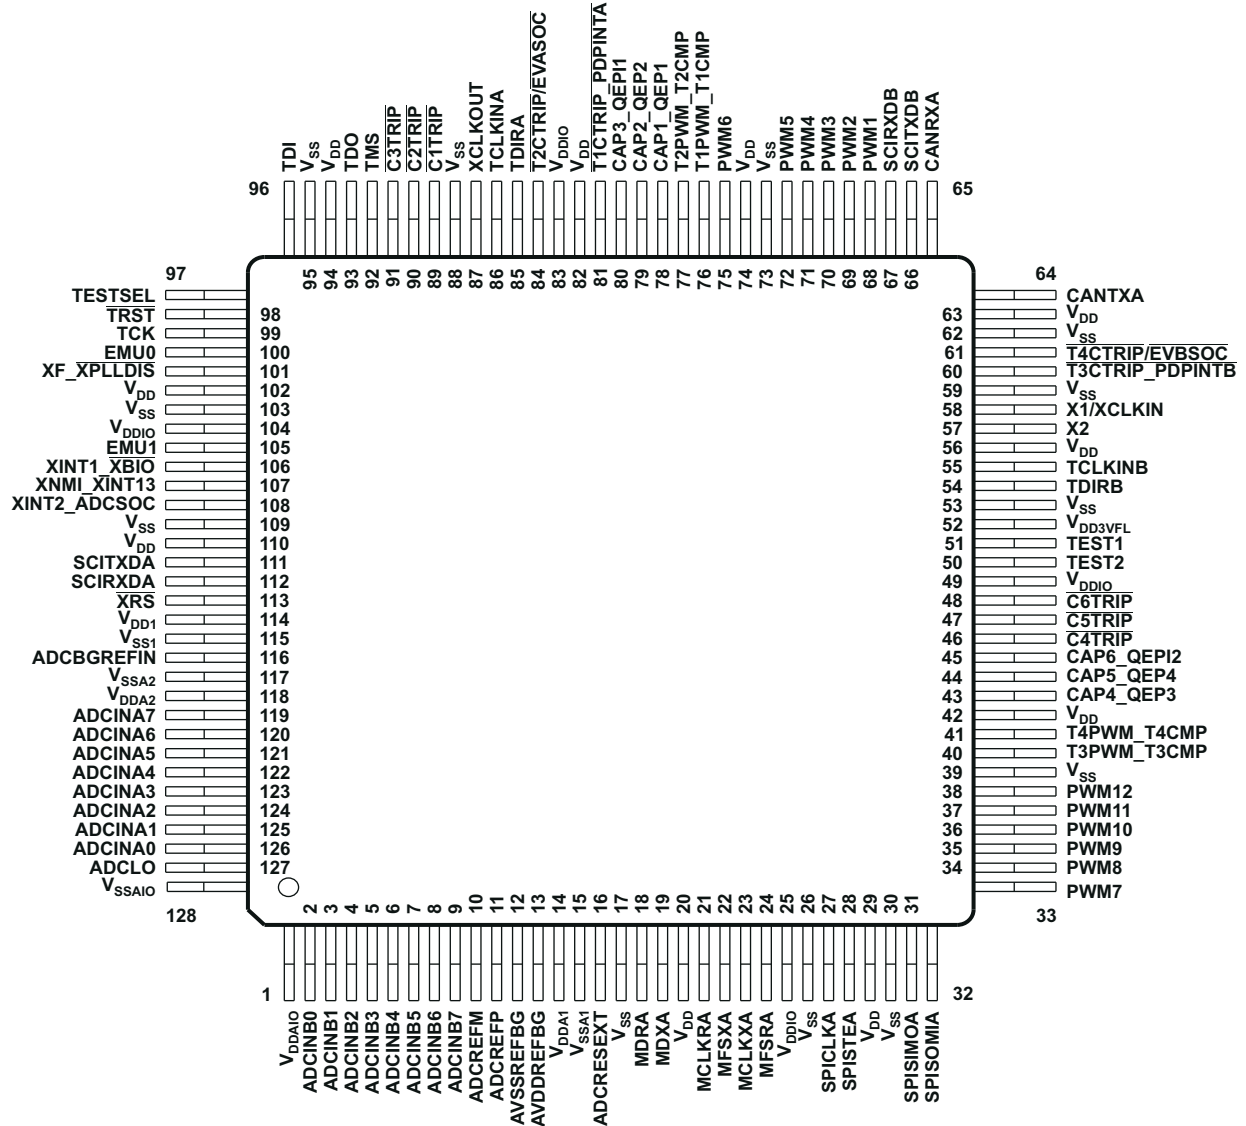 96
TDI
VSS
VDD
TDO
TMS
C3TRIP
C2TRIP
C1TRIP
VSS
XCLKOUT
TCLKINA
TDIRA
T2CTRIP/EVASOC
VDDIO
VDD
T1CTRIP_PDPINTA
CAP3_QEPI1
CAP2_QEP2
CAP1_QEP1
T2PWM_T2CMP
T1PWM_T1CMP
PWM6
VDD
VSS
PWM5
PWM4
PWM3
PWM2
PWM1
SCIRXDB
SCITXDB
CANRXA
65
95
94
93
92
91
90
89
88
87
86
85
84
83
82
81
80
79
78
77
76
75
74
73
72
71
70
69
68
67
66
97
TESTSEL
TRST 98
TCK 99
EMU0 100
XF_XPLLDIS 101
VDD 102
VSS 103
VDDIO 104
EMU1 105
XINT1_XBIO 106
XNMI_XINT13 107
XINT2_ADCSOC 108
VSS 109
VDD 110
SCITXDA 111
SCIRXDA 112
XRS 113
VDD1 114
VSS1 115
ADCBGREFIN 116
VSSA2 117
VDDA2 118
ADCINA7 119
ADCINA6 120
ADCINA5 121
ADCINA4 122
ADCINA3 123
ADCINA2 124
ADCINA1 125
ADCINA0 126
ADCLO 127
VSSAIO
128
64
CANTXA
63 VDD
62 VSS
61 T4CTRIP/EVBSOC
60 T3CTRIP_PDPINTB
59 VSS
58 X1/XCLKIN
57 X2
56 VDD
55 TCLKINB
54 TDIRB
53 VSS
52 VDD3VFL
51 TEST1
50 TEST2
49 VDDIO
48 C6TRIP
47 C5TRIP
46 C4TRIP
45 CAP6_QEPI2
44 CAP5_QEP4
43 CAP4_QEP3
42 VDD
41 T4PWM_T4CMP
40 T3PWM_T3CMP
39 VSS
38 PWM12
37 PWM11
36 PWM10
35 PWM9
34 PWM8
PWM7
33
2
3
4
5
6
7
8
9
10
11
12
13
14
15
16
17
18
19
20
21
22
23
24
25
26
27
28
29
30
31
1
VDDAIO
ADCINB0
ADCINB1
ADCINB2
ADCINB3
ADCINB4
ADCINB5
ADCINB6
ADCINB7
ADCREFM
ADCREFP
AVSSREFBG
AVDDREFBG
VDDA1
VSSA1
ADCRESEXT
VSS
MDRA
MDXA
VDD
MCLKRA
MFSXA
MCLKXA
MFSRA
VDDIO
VSS
SPICLKA
SPISTEA
VDD
VSS
SPISIMOA
SPISOMIA
32